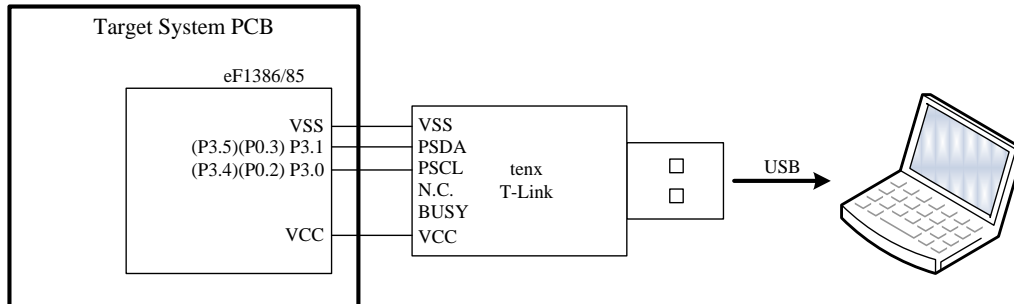 Target System PCB
eF1386/85
VSS
(P3.5)(P0.3) P3.1
(P3.4)(P0.2) P3.0
VCC
VSS
PSDA
PSCL
N.C.
BUSY
VCC
tenx
T-Link
USB